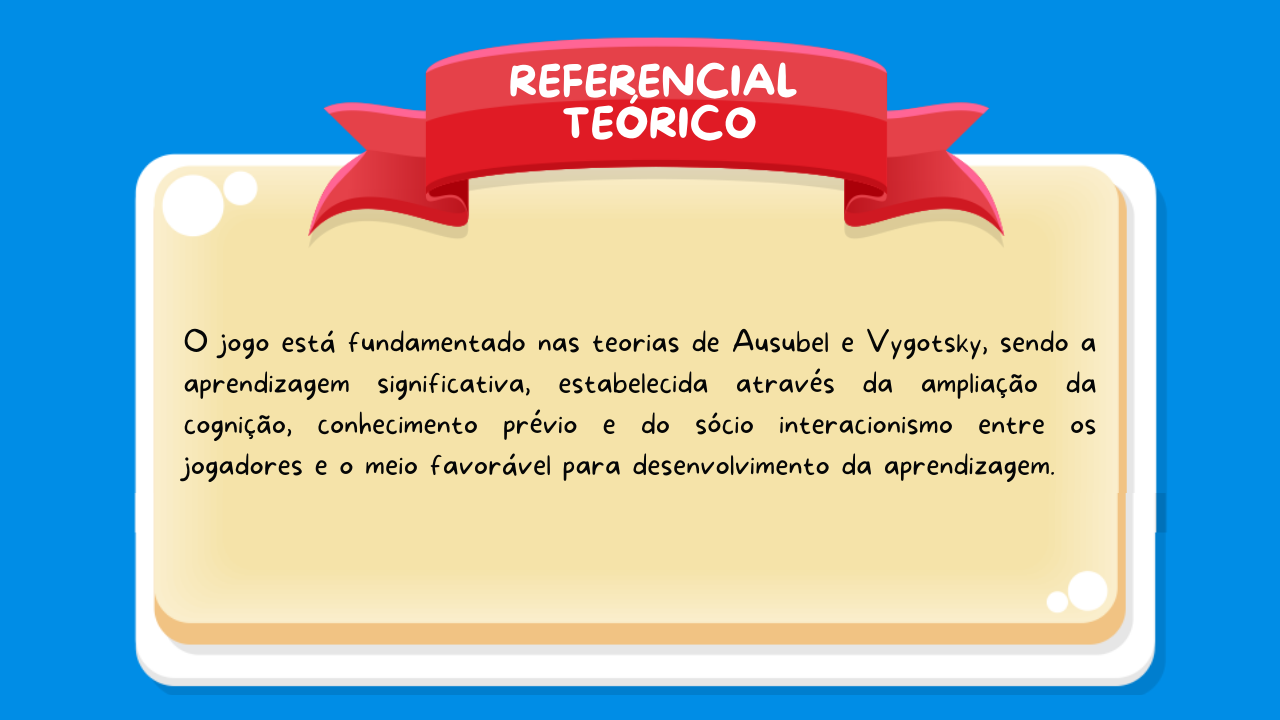 REFERENCIAL
TEÓRICO
O jogo está fundamentado nas teorias de Ausubel e Vygotsky, sendo a
aprendizagem significativa, estabelecida através da ampliação da
cognição, conhecimento prévio e do sócio interacionismo entre os
jogadores e o meio favorável para desenvolvimento da aprendizagem.